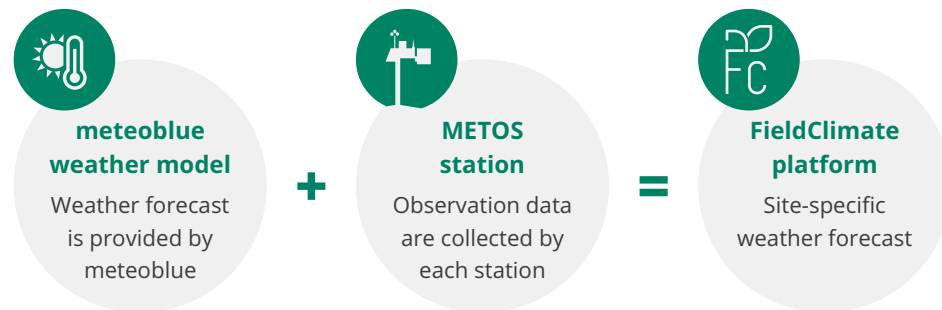 meteoblue
weather model
Weather forecast
is provided by
meteoblue
+
METOS
station
Observation data
are collected by
each station
=
FC
FieldClimate
platform
Site-specific
weather forecast